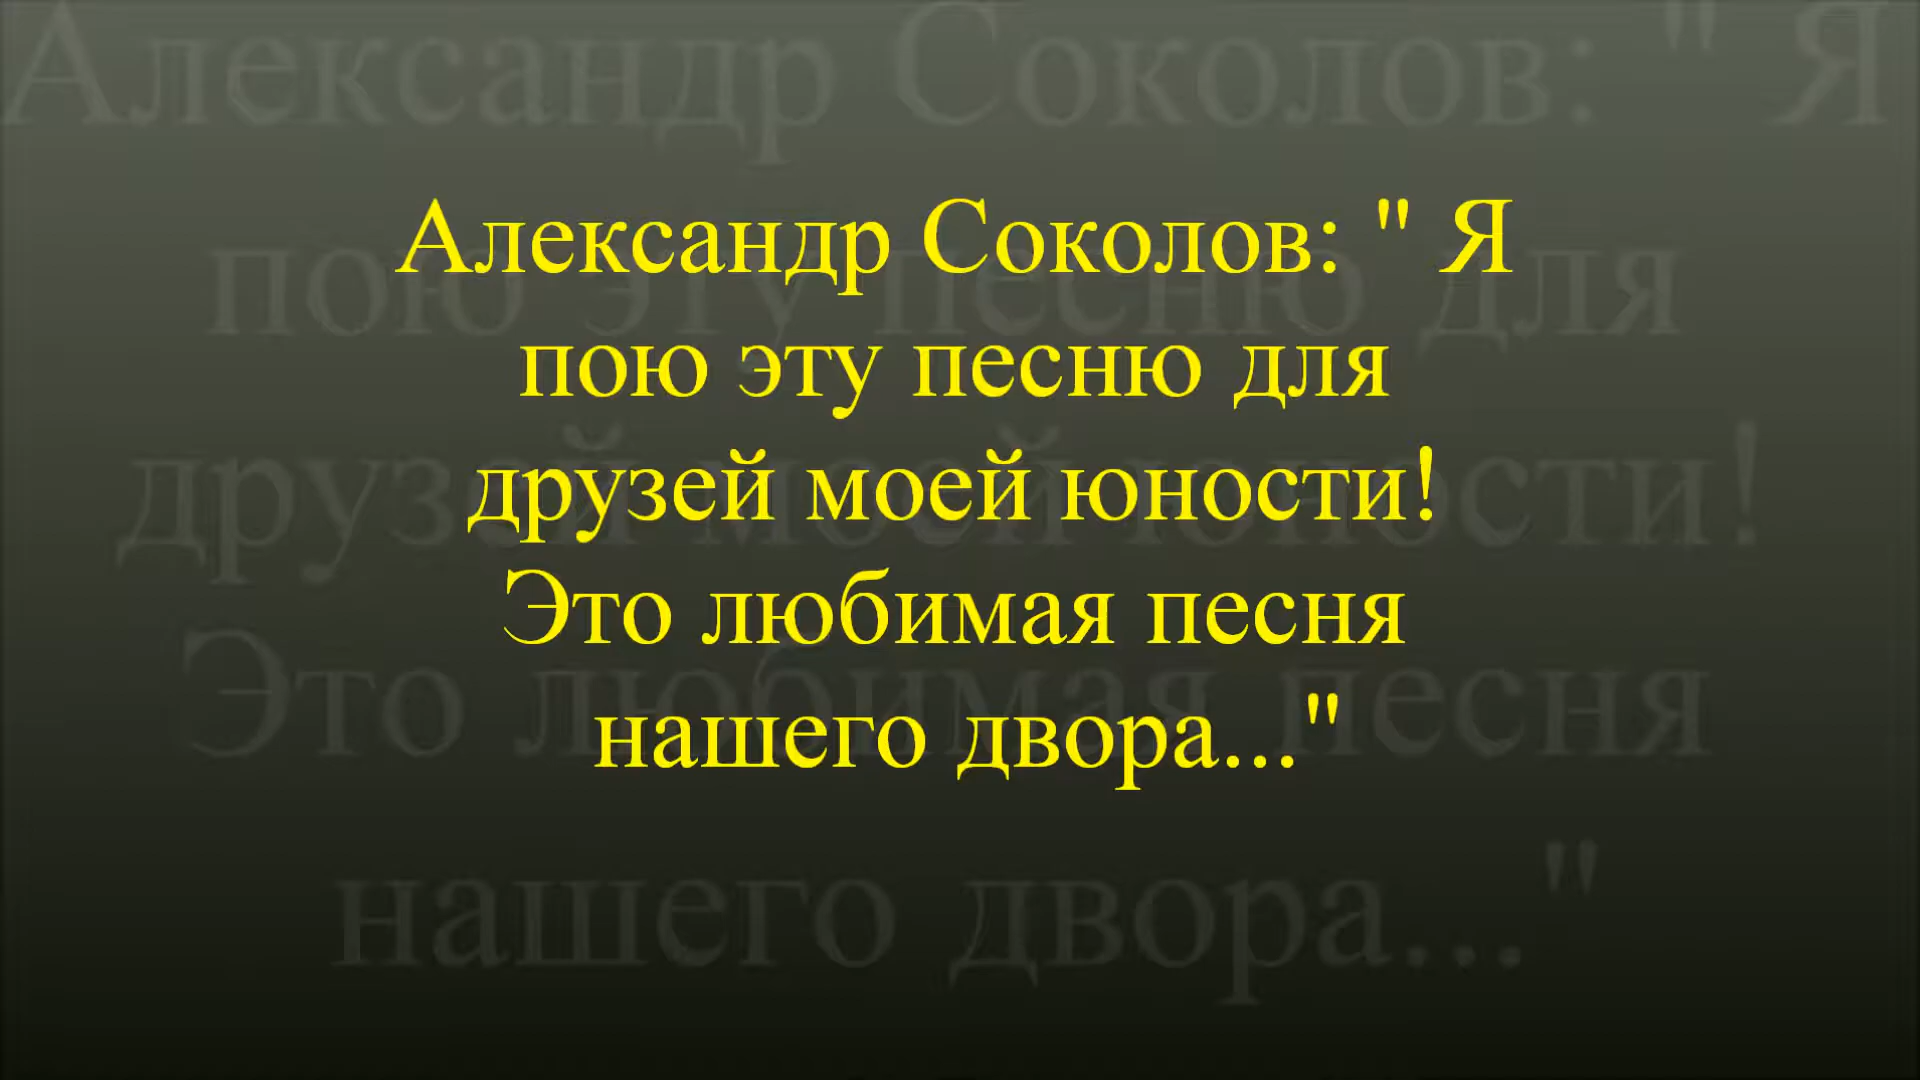 Александр Соколов: " Я
пою эту песню для
друзей моей юности!
Это любимая песня
нашего двора..."